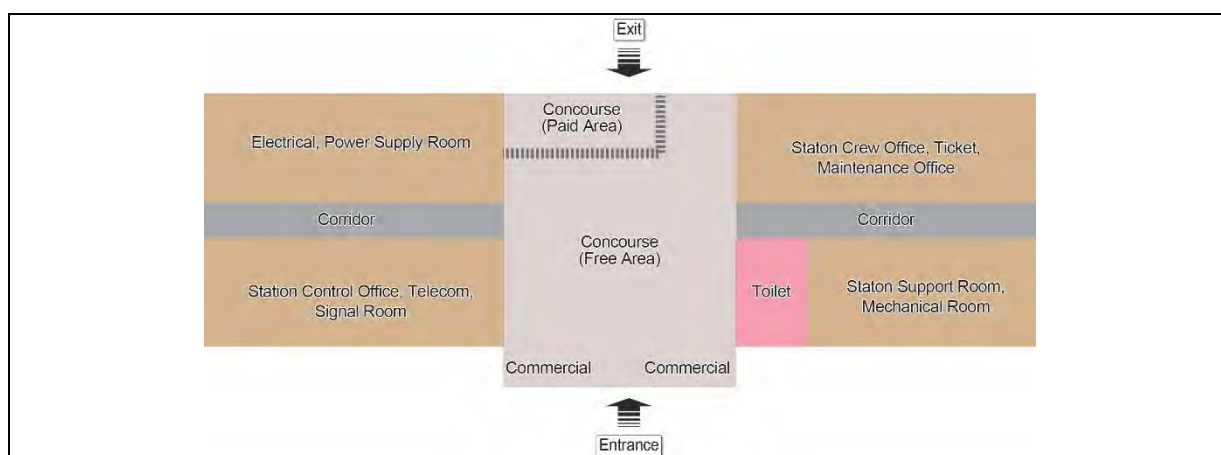 Exit
Concourse
(Paid Area)
Electrical, Power Supply Room
Staton Crew Office, Ticket,
Maintenance Office
Corridor
Corridor
Concourse
(Free Area)
Station Control Office, Telecom,
Signal Room
Toilet
Staton Support Room,
Mechanical Room
Commercial
Commercial
Entrance